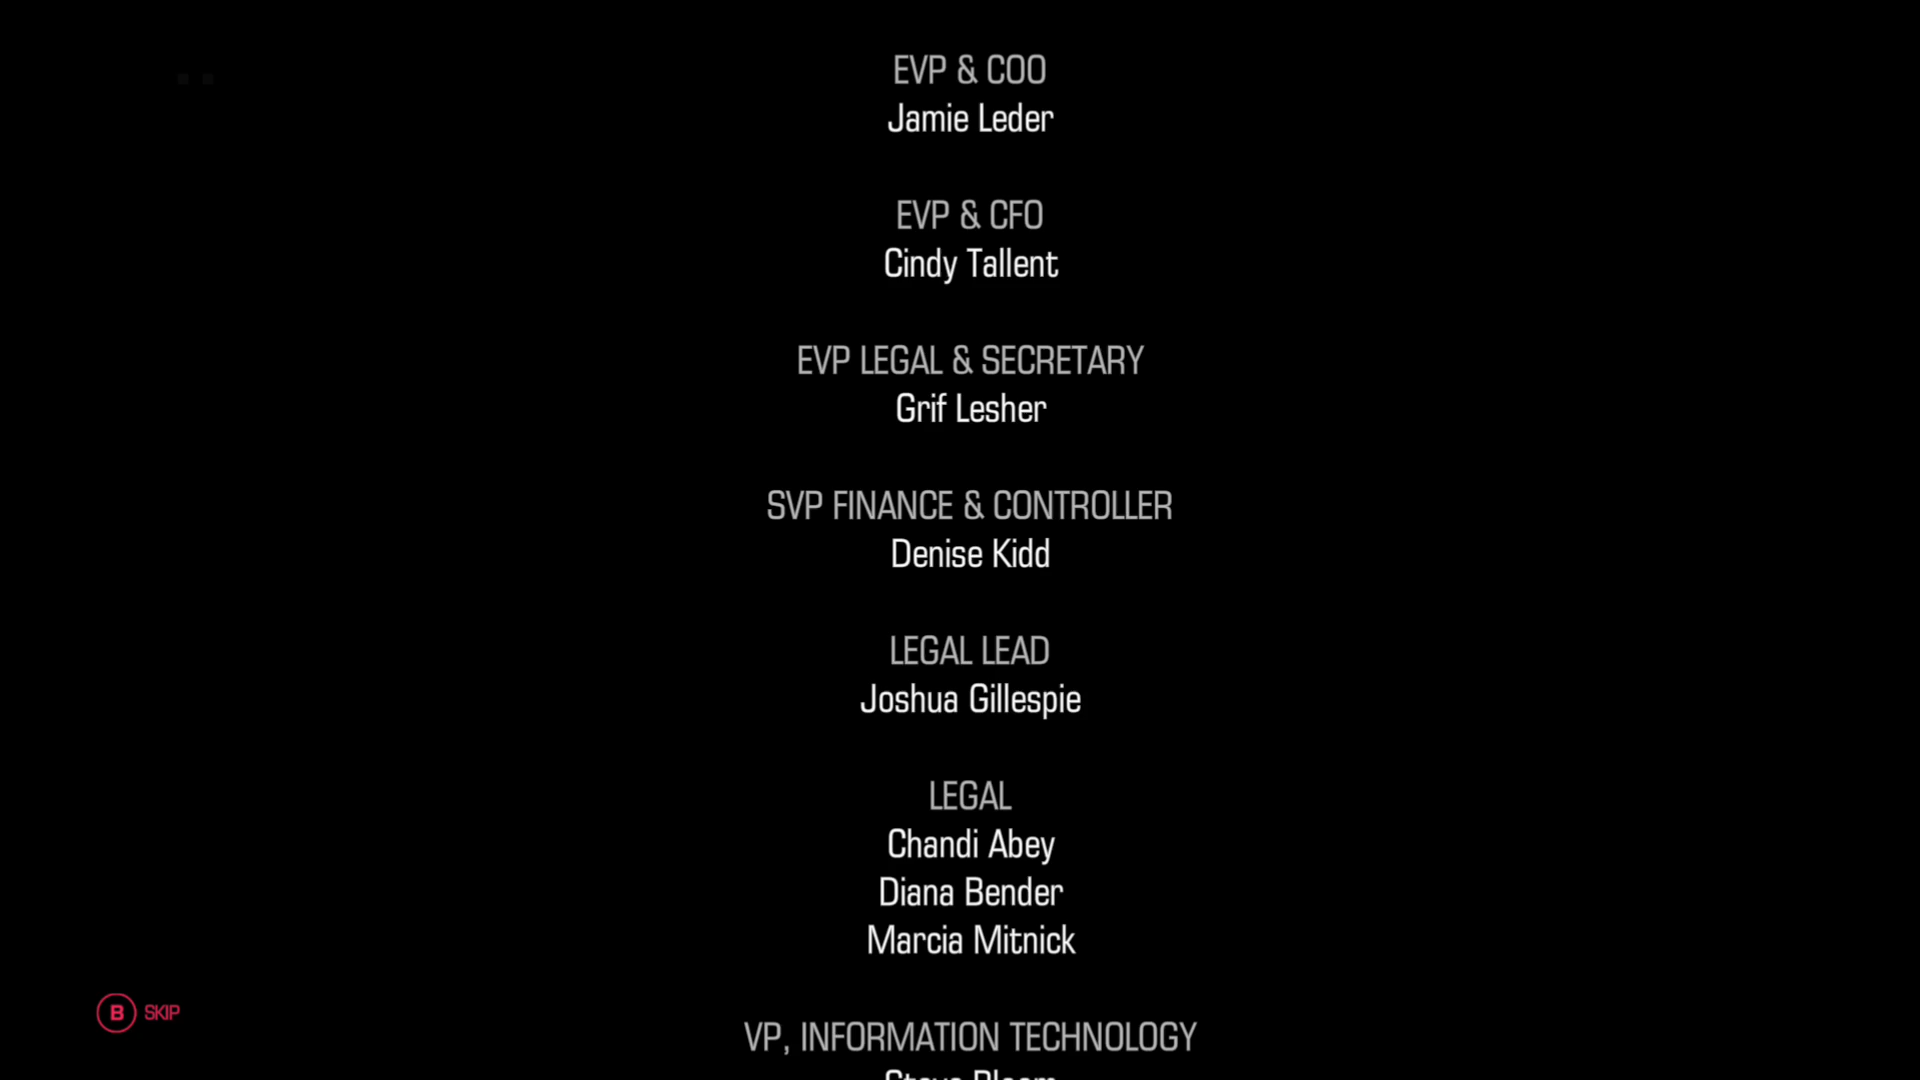 EVP & COO
Jamie Leder
EVP & CFO
Cindy Tallent
EVP LEGAL & SECRETARY
Grif Lesher
SVP FINANCE & CONTROLLER
Denise Kidd
LEGAL LEAD
Joshua Gillespie
LEGAL
Chandi Abey
Diana Bender
Marcia Mitnick
B SKIP
VP, INFORMATION TECHNOLOGY